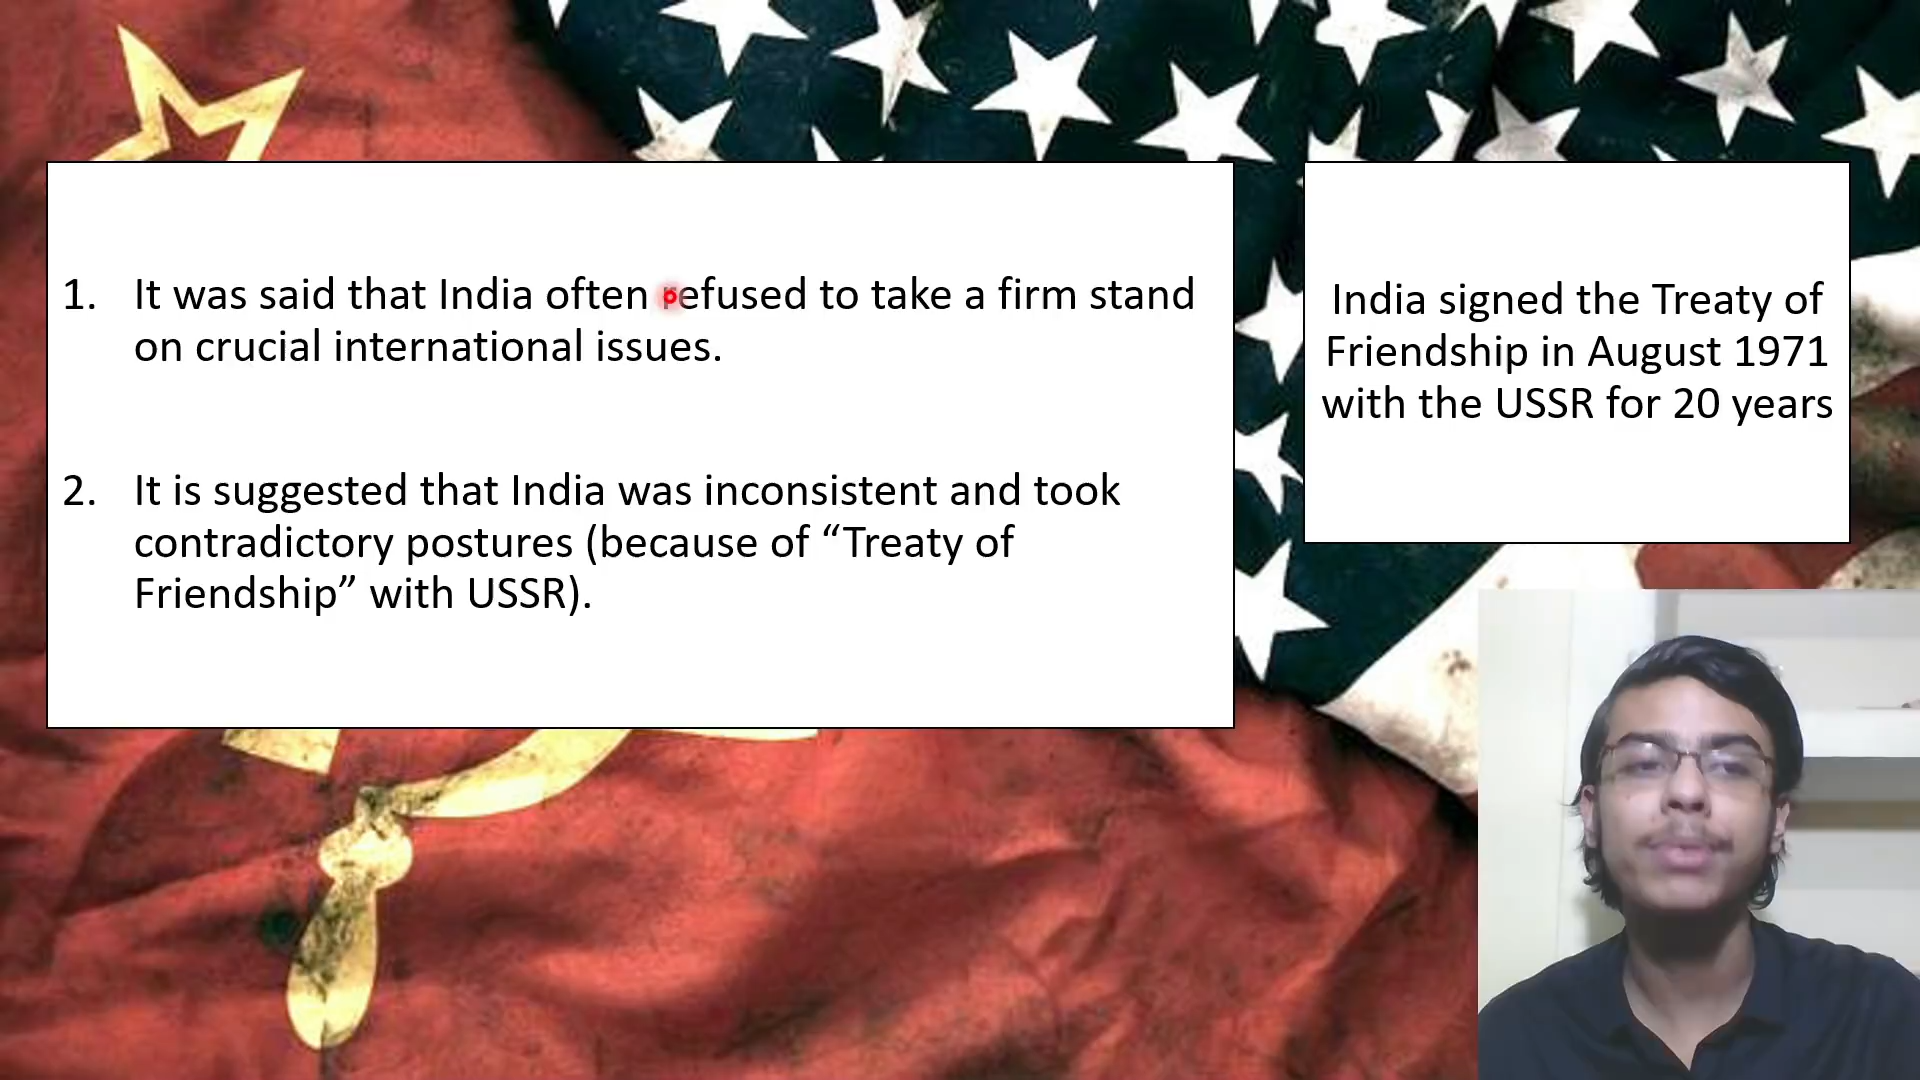 1. It was said that India often refused to take a firm stand
on crucial international issues.
2. It is suggested that India was inconsistent and took
contradictory postures (because of “Treaty of
Friendship” with USSR).
India signed the Treaty of
Friendship in August 1971
with the USSR for 20 years